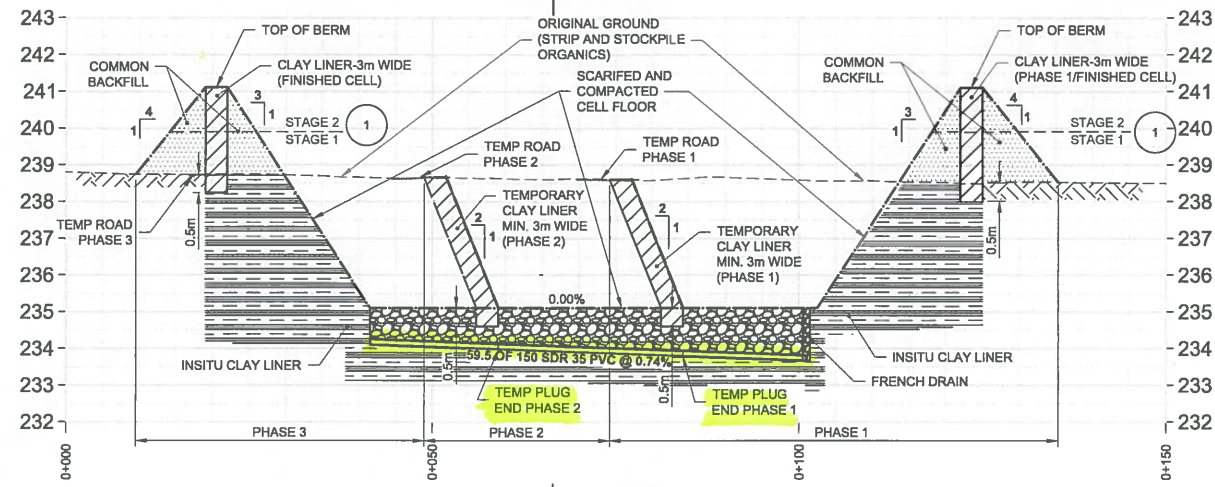 243
242
241
240
239
238
237
236
235
234
233
232
243
242
241
240
239
238
237
236
235
234
233
232
TOP OF BERM
COMMON
BACKFILL
CLAY LINER-3m WIDE
(FINISHED CELL)
4
1
3
1
STAGE 2
STAGE 1
1
ORIGINAL GROUND
(STRIP AND STOCKPILE
ORGANICS)
SCARIFED AND
COMPACTED
CELL FLOOR
TEMP ROAD
PHASE 2
TEMP ROAD
PHASE 1
TOP OF BERM
COMMON
BACKFILL
CLAY LINER-3m WIDE
(PHASE 1/FINISHED CELL)
3
1
4
1
STAGE 2
STAGE 1
1
TEMP ROAD
PHASE 3
0.5m
2
1
TEMPORARY
CLAY LINER
MIN. 3m WIDE
(PHASE 2)
2
1
TEMPORARY
CLAY LINER
MIN. 3m WIDE
(PHASE 1)
0.5m
0.00%
INSITU CLAY LINER
59.5 OF 150 SDR 35 PVC @ 0.74%
0.5m
0.5m
INSITU CLAY LINER
FRENCH DRAIN
TEMP PLUG
END PHASE 2
TEMP PLUG
END PHASE 1
PHASE 3
PHASE 2
PHASE 1
0+000
0+050
0+100
0+150